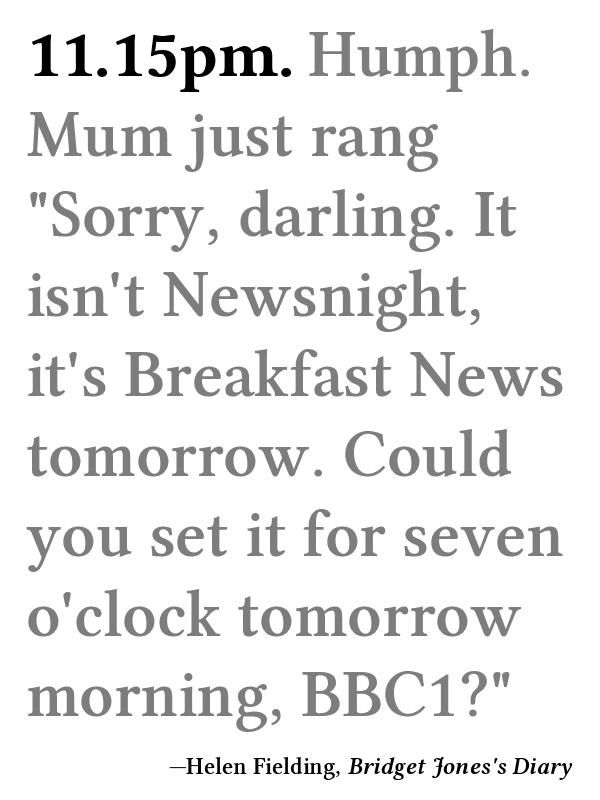 11.15pm. Humph.
Mum just rang
"Sorry, darling. It
isn't Newsnight,
it's Breakfast News
tomorrow. Could
you set it for seven
o'clock tomorrow
morning, BBC1?"
—Helen Fielding, Bridget Jones's Diary